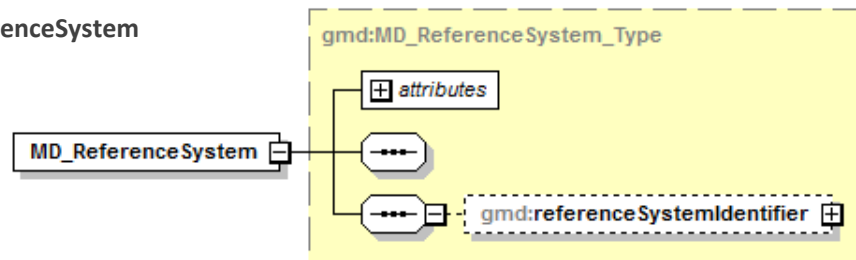 enceSystem
gmd:MD_ReferenceSystem_Type
attributes
MD_ReferenceSystem
gmd:referenceSystemIdentifier